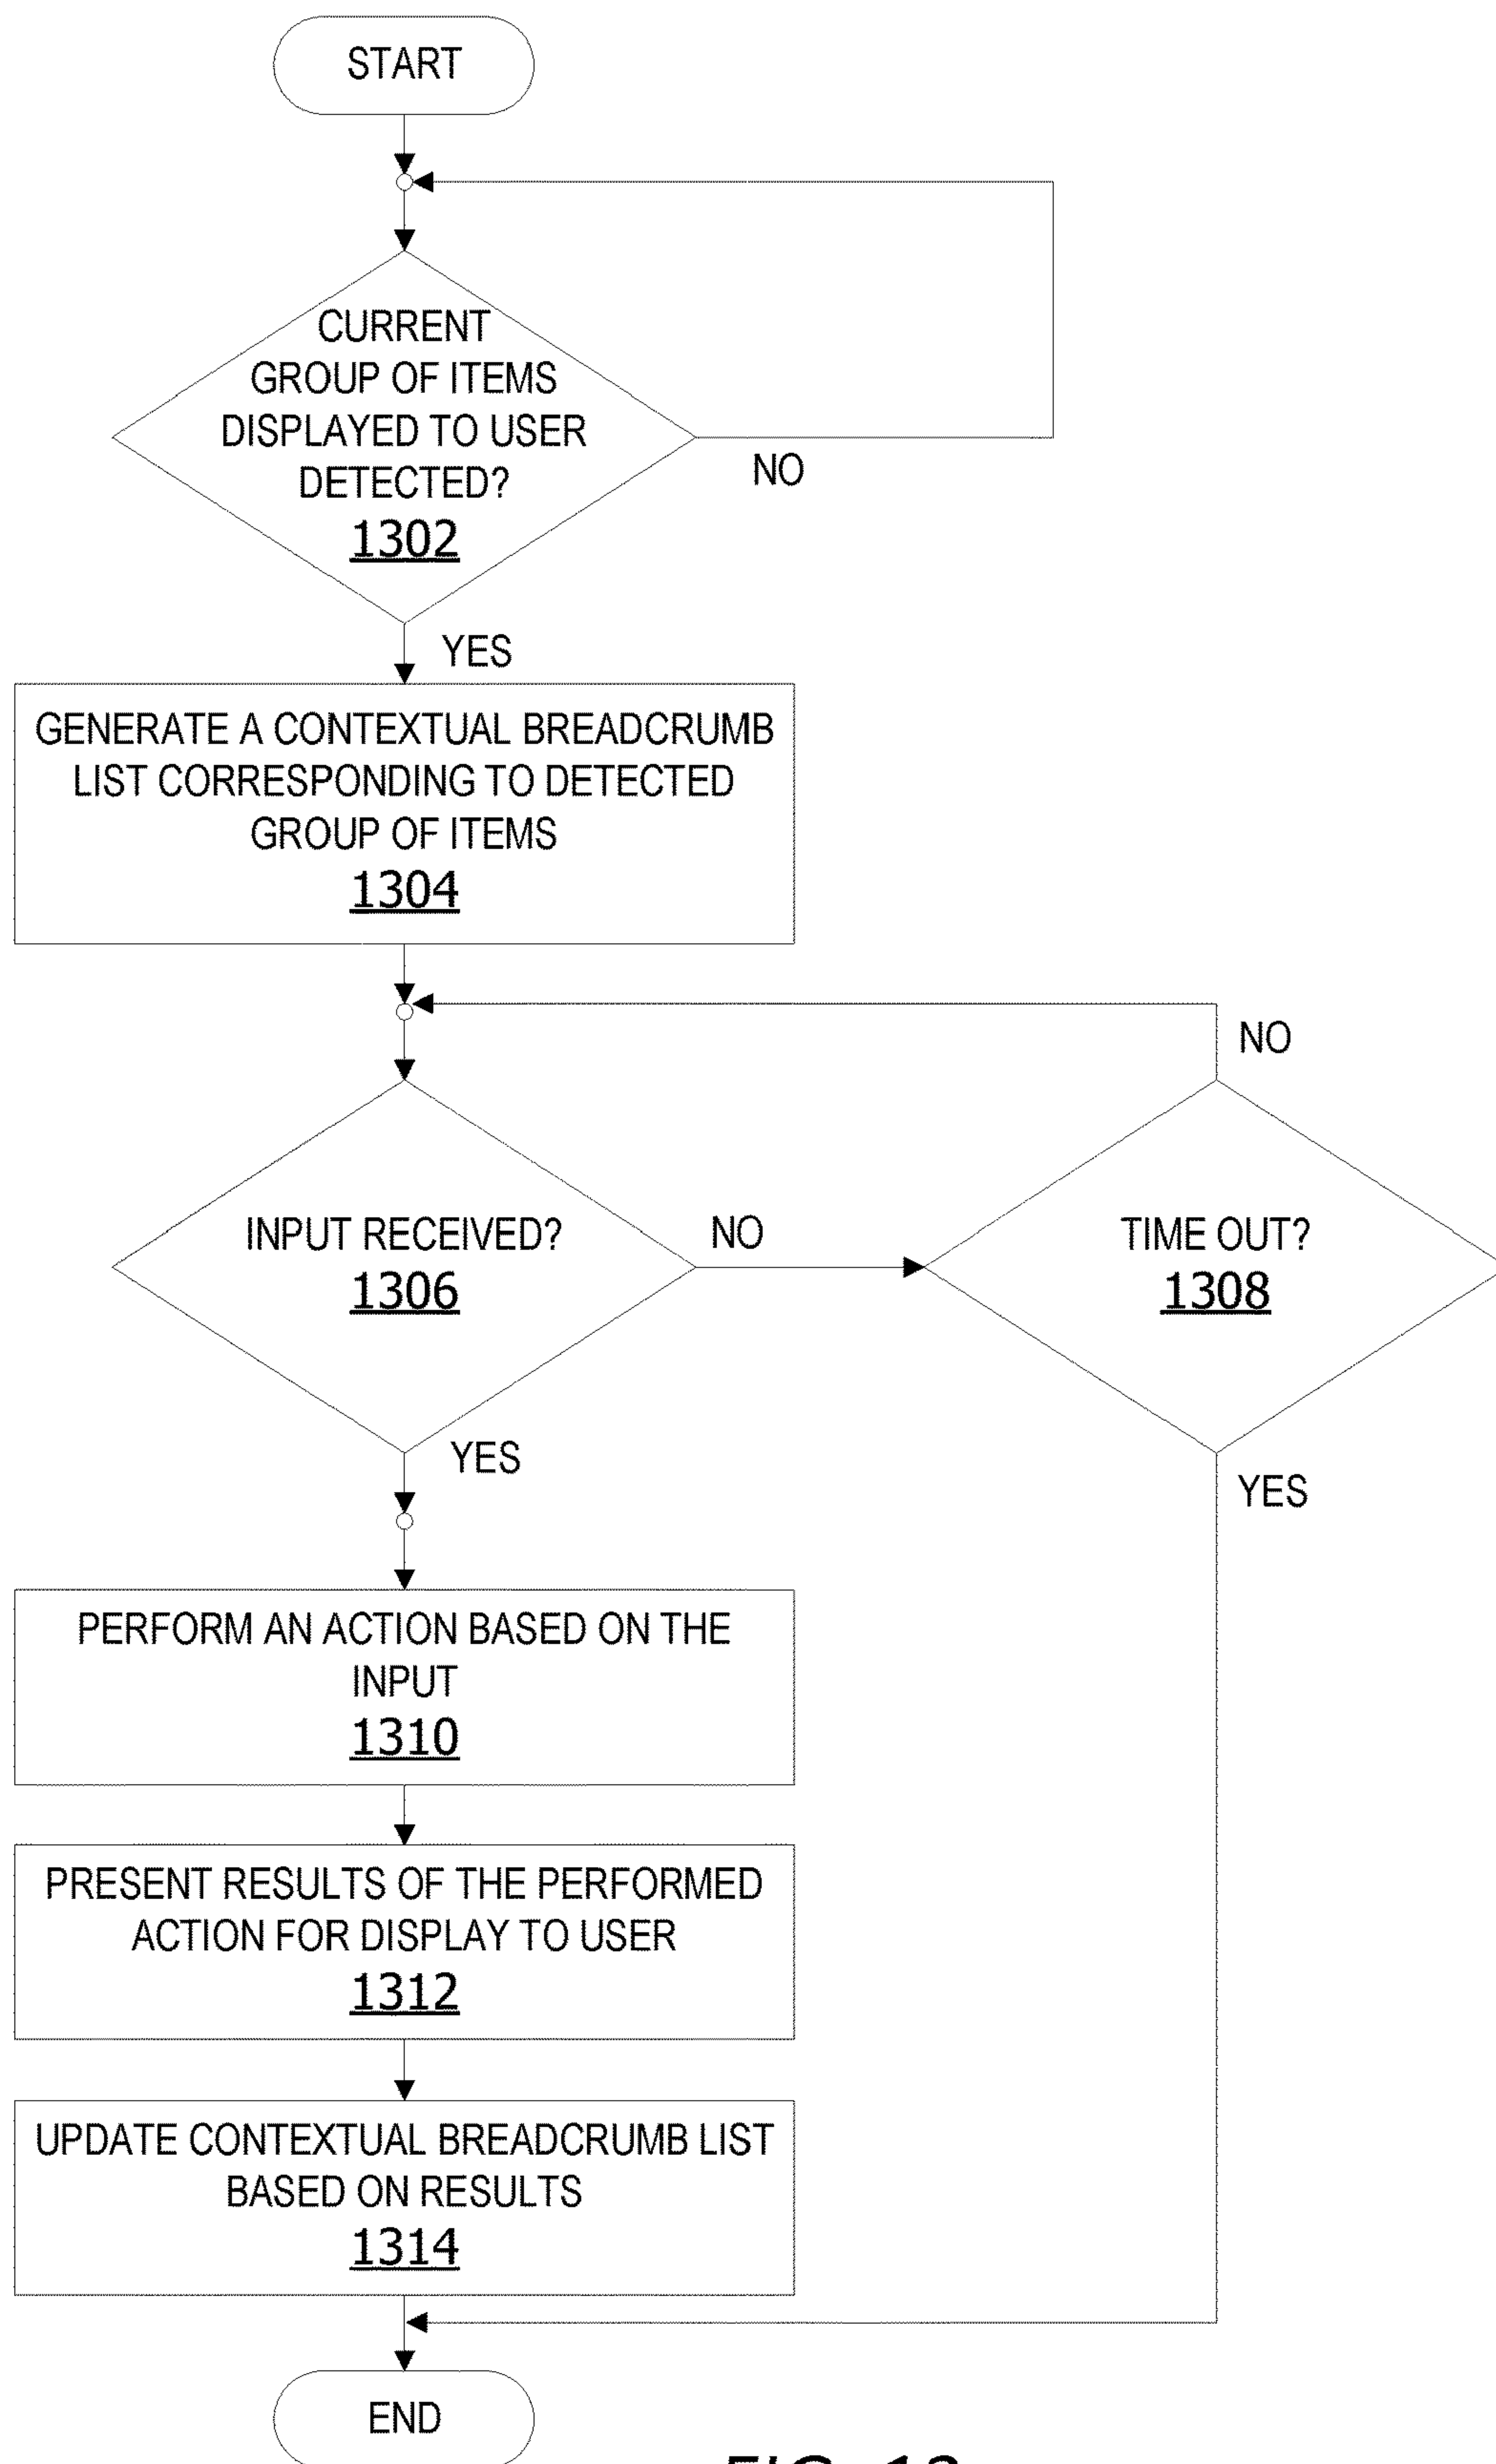 START
CURRENT
GROUP OF ITEMS
DISPLAYED TO USER
DETECTED?
1302
NO
YES
GENERATE A CONTEXTUAL BREADCRUMB
LIST CORRESPONDING TO DETECTED
GROUP OF ITEMS
1304
NO
INPUT RECEIVED?
1306
NO
TIME OUT?
1308
YES
YES
PERFORM AN ACTION BASED ON THE
INPUT
1310
PRESENT RESULTS OF THE PERFORMED
ACTION FOR DISPLAY TO USER
1312
UPDATE CONTEXTUAL BREADCRUMB LIST
BASED ON RESULTS
1314
END